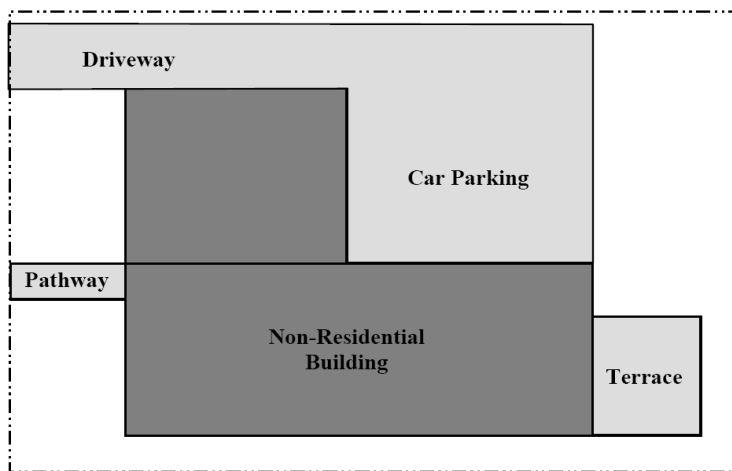 Driveway
Car Parking
Pathway
Non-Residential
Building
Terrace